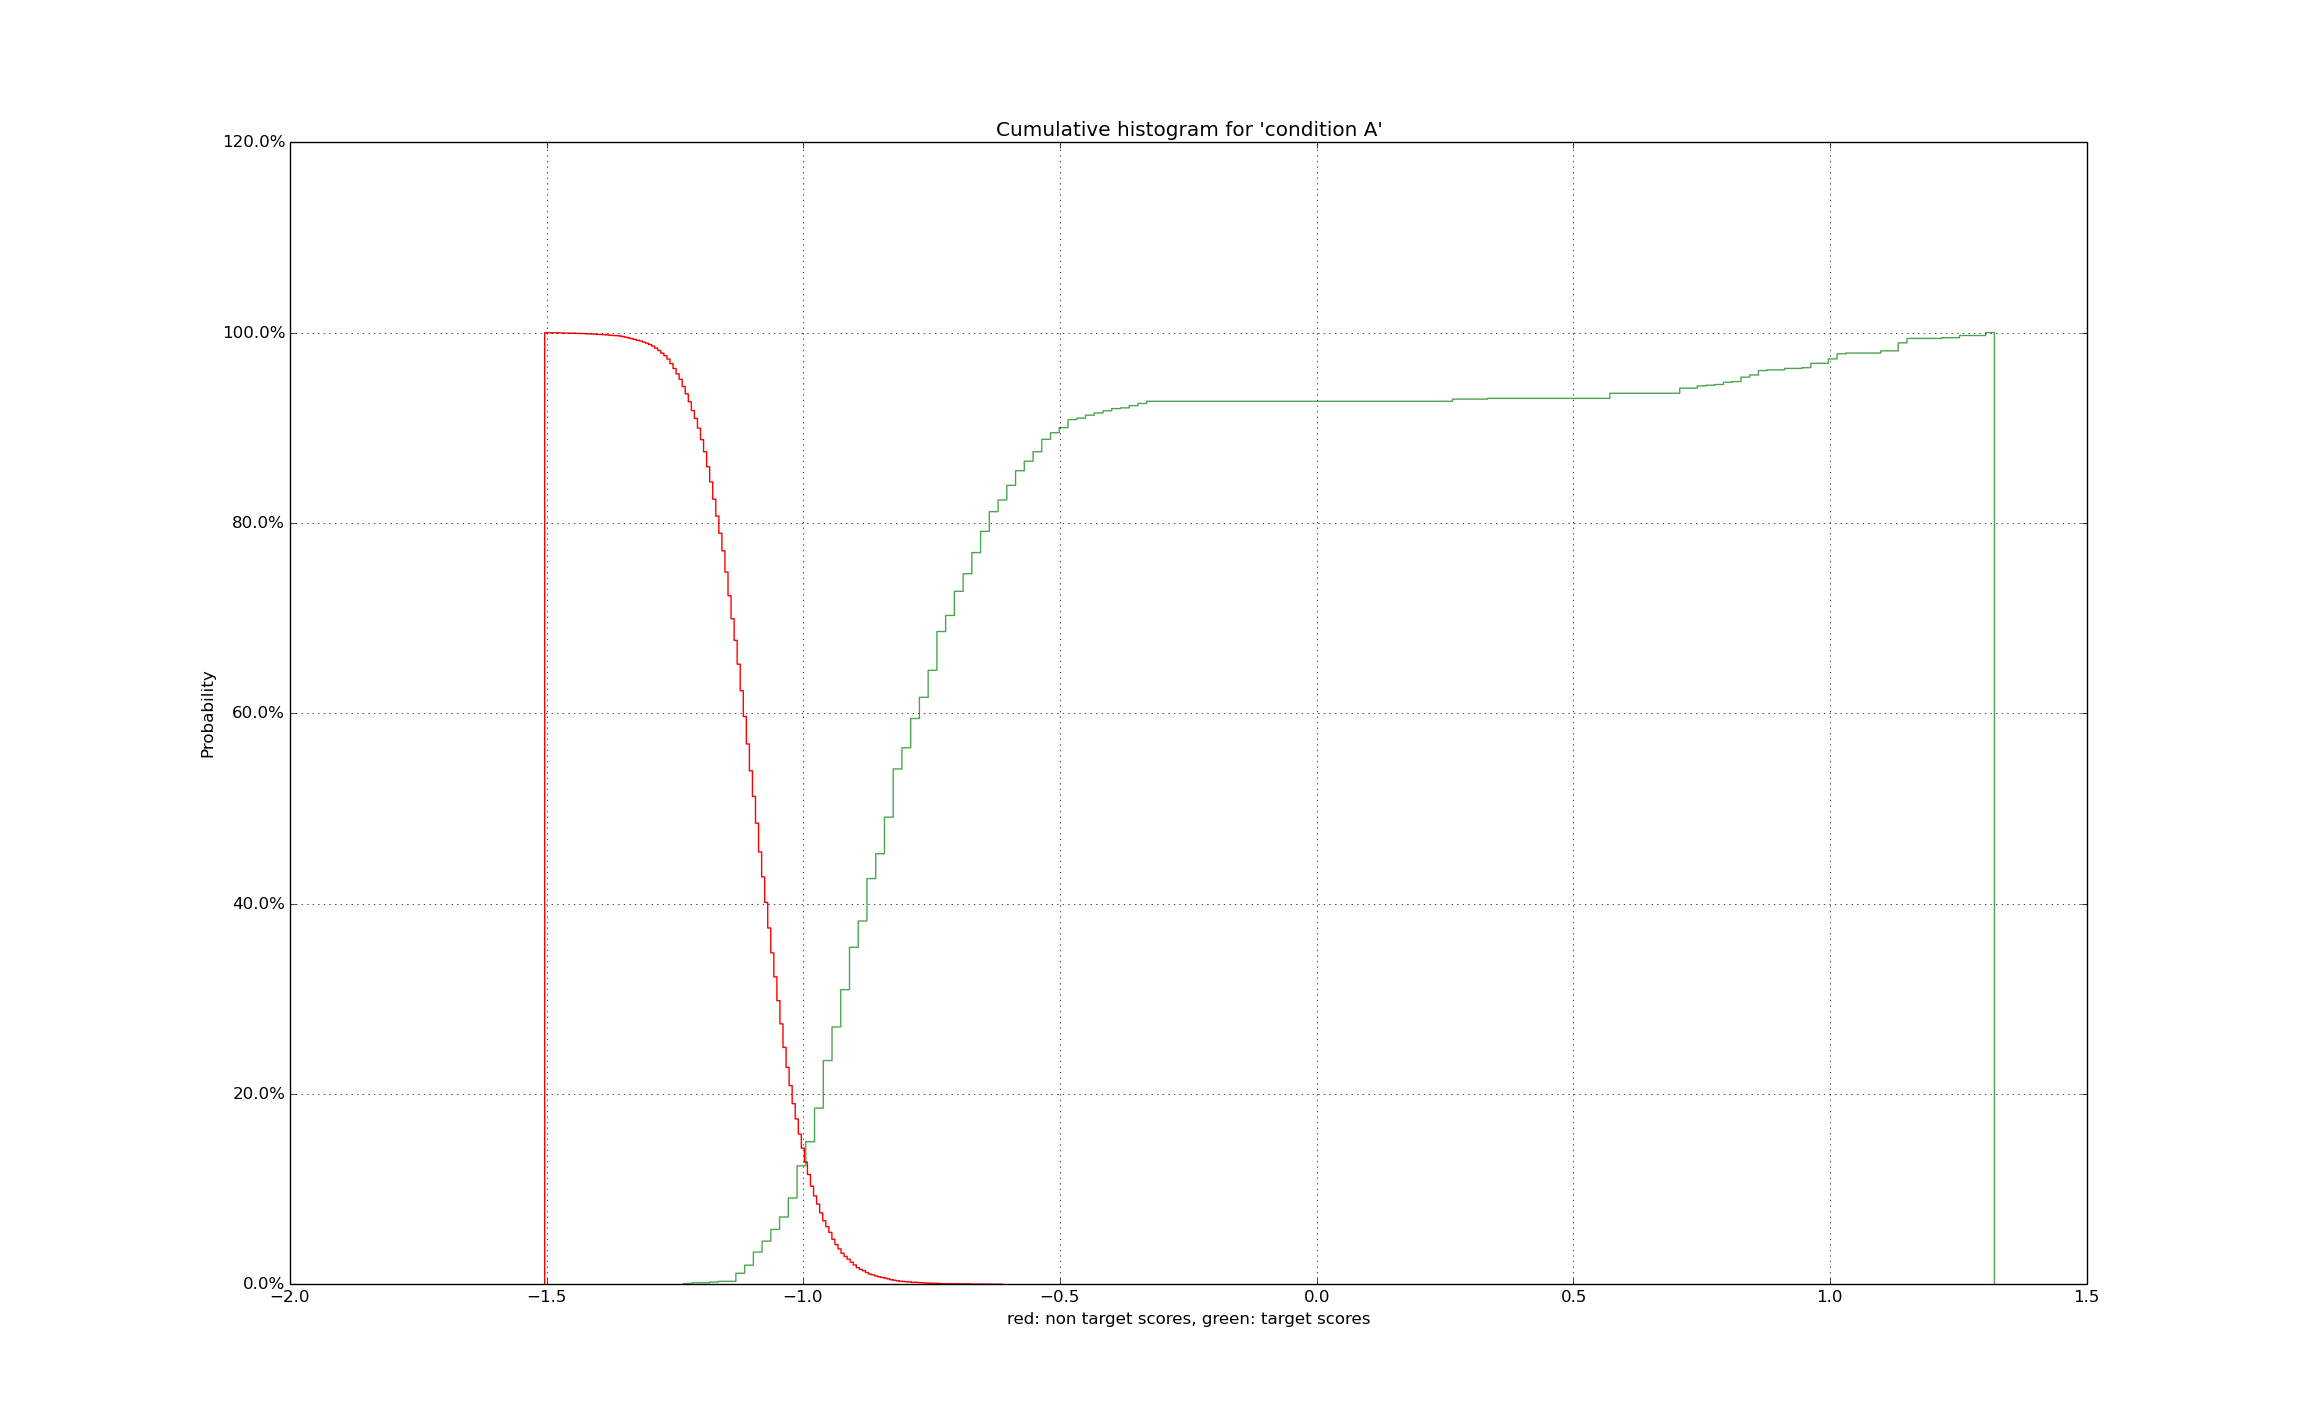 Cumulative histogram for 'condition A'
120.0%
100.0%
80.0%
60.0%
40.0%
20.0%
0.0%
Probability
−2.0 −1.5 −1.0 −0.5 0.0 0.5 1.0 1.5
red: non target scores, green: target scores